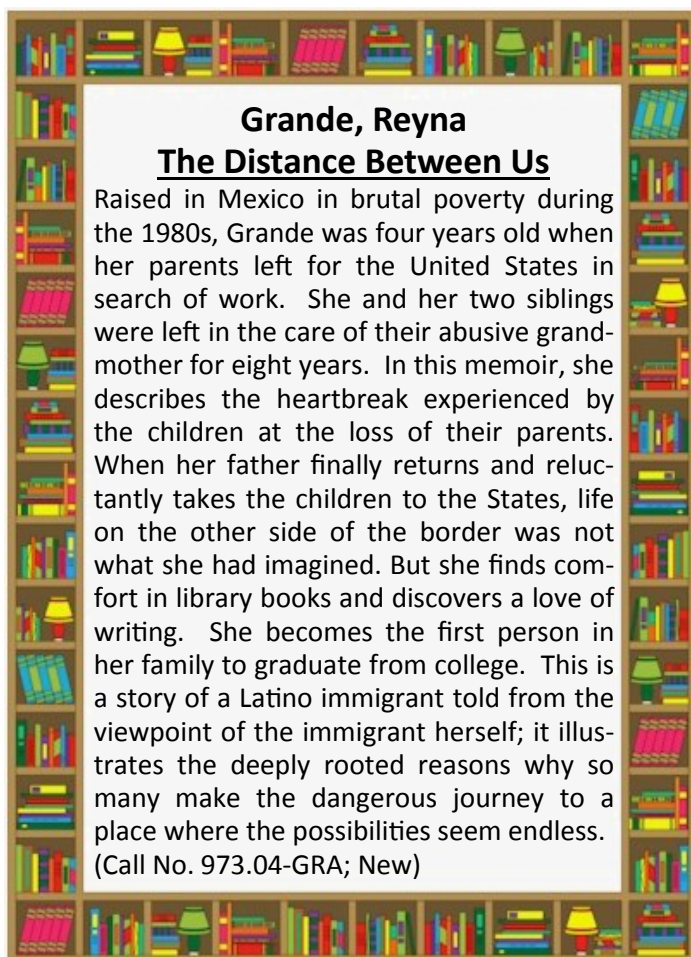 Grande, Reyna
The Distance Between Us
Raised in Mexico in brutal poverty during
the 1980s, Grande was four years old when
her parents left for the United States in
search of work. She and her two siblings
were left in the care of their abusive grand-
mother for eight years. In this memoir, she
describes the heartbreak experienced by
the children at the loss of their parents.
When her father finally returns and reluc-
tantly takes the children to the States, life
on the other side of the border was not
what she had imagined. But she finds com-
fort in library books and discovers a love of
writing. She becomes the first person in
her family to graduate from college. This is
a story of a Latino immigrant told from the
viewpoint of the immigrant herself; it illus-
trates the deeply rooted reasons why so
many make the dangerous journey to a
place where the possibilities seem endless.
(Call No. 973.04-GRA; New)